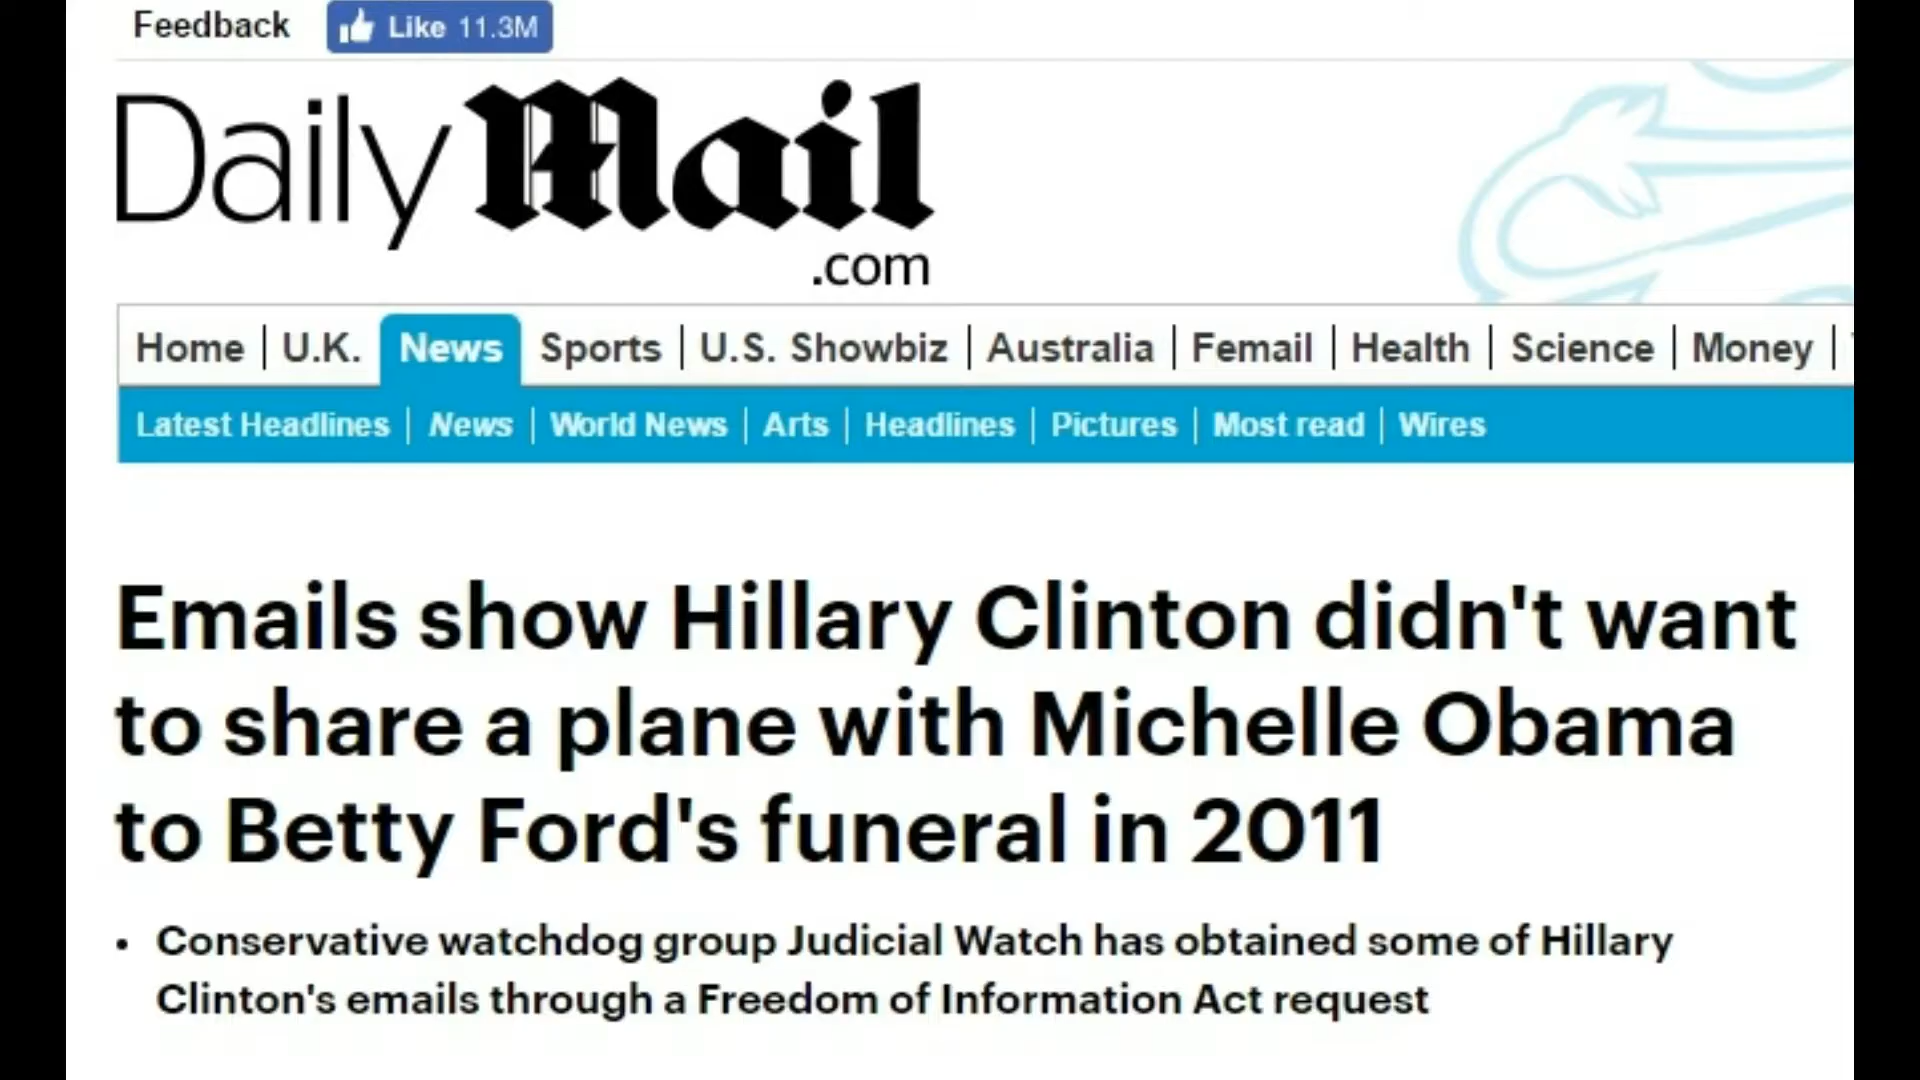 Feedback Like 11.3M
Daily Mail
.com
Home U.K. News Sports U.S. Showbiz Australia Femail Health Science Money
Latest Headlines News World News Arts Headlines Pictures Most read Wires
Emails show Hillary Clinton didn't want
to share a plane with Michelle Obama
to Betty Ford's funeral in 2011
• Conservative watchdog group Judicial Watch has obtained some of Hillary
Clinton's emails through a Freedom of Information Act request